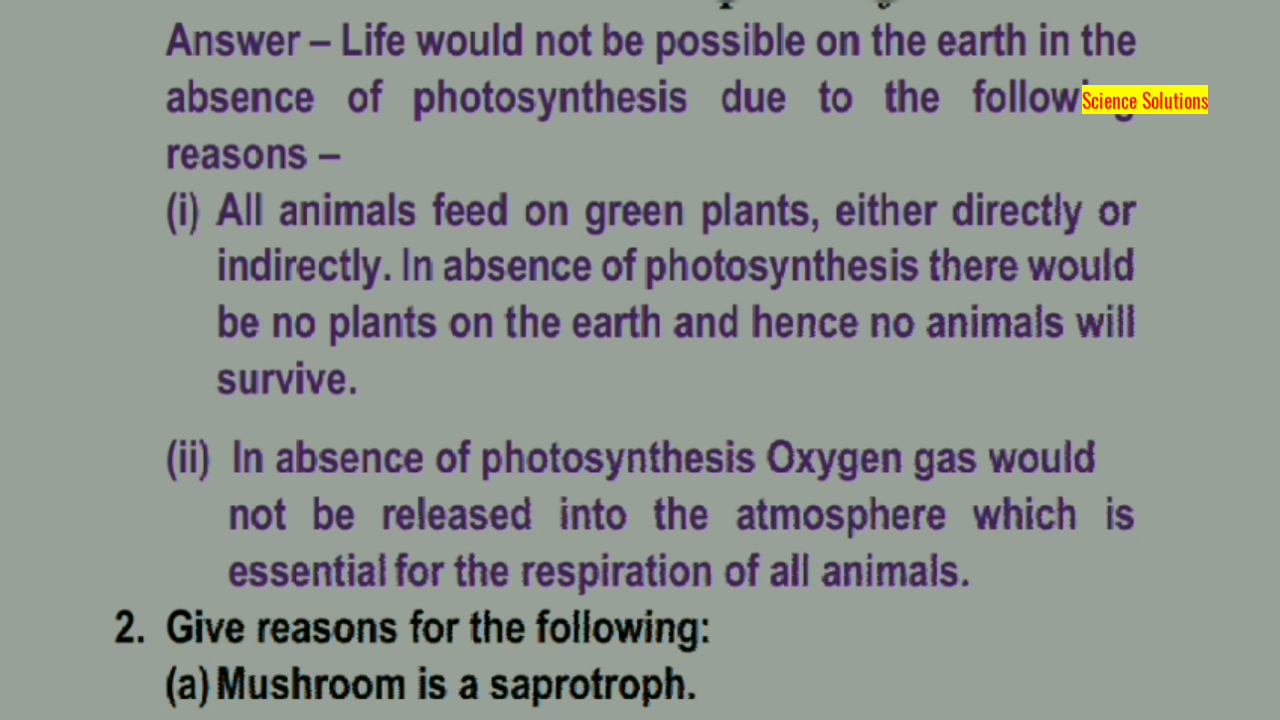 Answer – Life would not be possible on the earth in the
absence of photosynthesis due to the
Science Solutions
reasons –
(i) All animals feed on green plants, either directly or
indirectly. In absence of photosynthesis there would
be no plants on the earth and hence no animals will
survive.
(ii) In absence of photosynthesis Oxygen gas would
not be released into the atmosphere which is
essential for the respiration of all animals.
2. Give reasons for the following:
(a) Mushroom is a saprotroph.